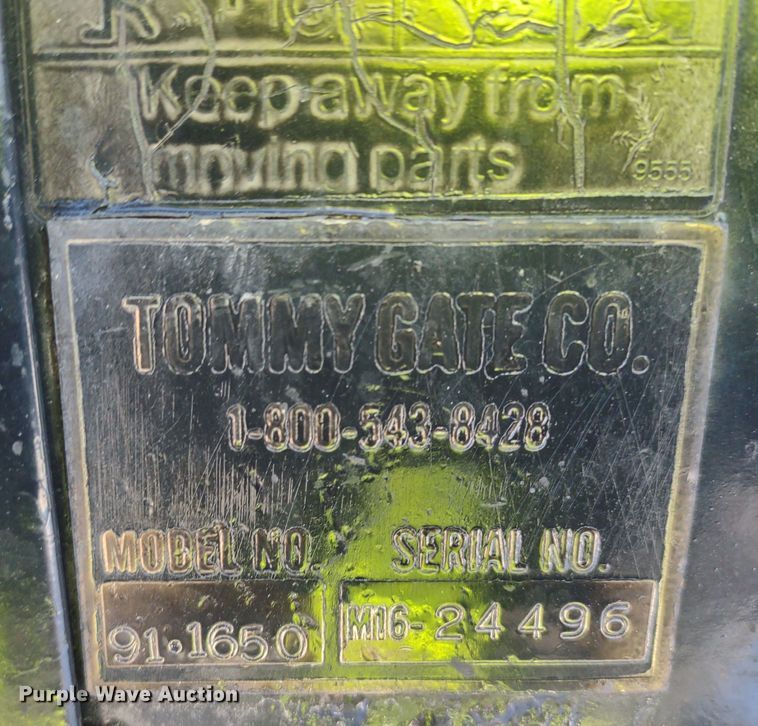 Keep away from
moving parts
9555
TOMMY GATE CO.
1-800-543-8428
MODEL NO. SERIAL NO.
91·1650 M16-24496
Purple Wave Auction